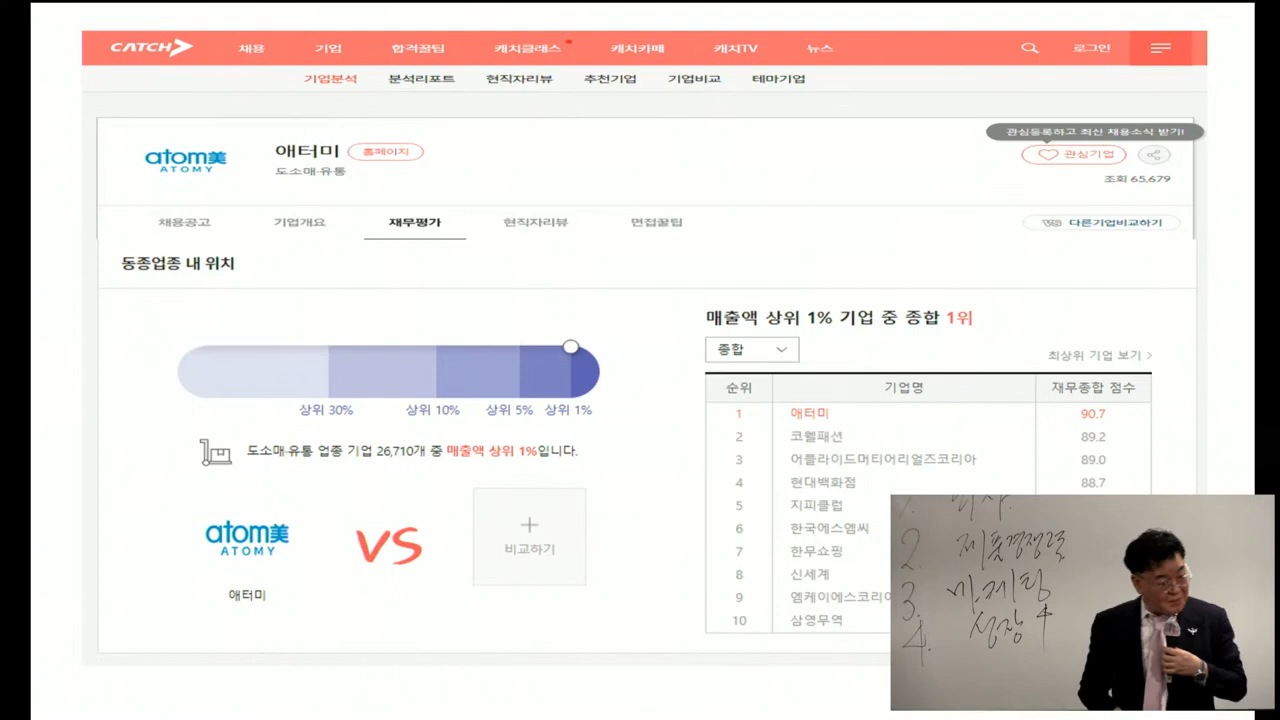 CATCH
채용 기업 합격꿀팁 캐치클래스 캐치카페 캐치TV 뉴스 로그인
기업분석 분석리포트 현직자리뷰 추천기업 기업비교 테마기업
관심등록하고 최신 채용소식 받기!
atom美
ATOMY
애터미 홈페이지
도소매·유통
관심기업
조회 65,679
채용공고 기업개요 재무평가 현직자리뷰 면접꿀팁
VS 다른기업비교하기
동종업종 내 위치
상위 30% 상위 10% 상위 5% 상위 1%
도소매·유통 업종 기업 26,710개 중 매출액 상위 1%입니다.
atom美
ATOMY
애터미
VS
+
비교하기
매출액 상위 1% 기업 중 종합 1위
종합
최상위 기업 보기 >
순위 기업명 재무종합 점수
1 애터미 90.7
2 코웰패션 89.2
3 어플라이드머티어리얼즈코리아 89.0
4 현대백화점 88.7
5 지피클럽
6 한국에스엠씨
7 한무쇼핑
8 신세계
9 엠케이에스코리아
10 삼영무역
2. 제품경쟁력
3. 마케팅
4. 성장↑